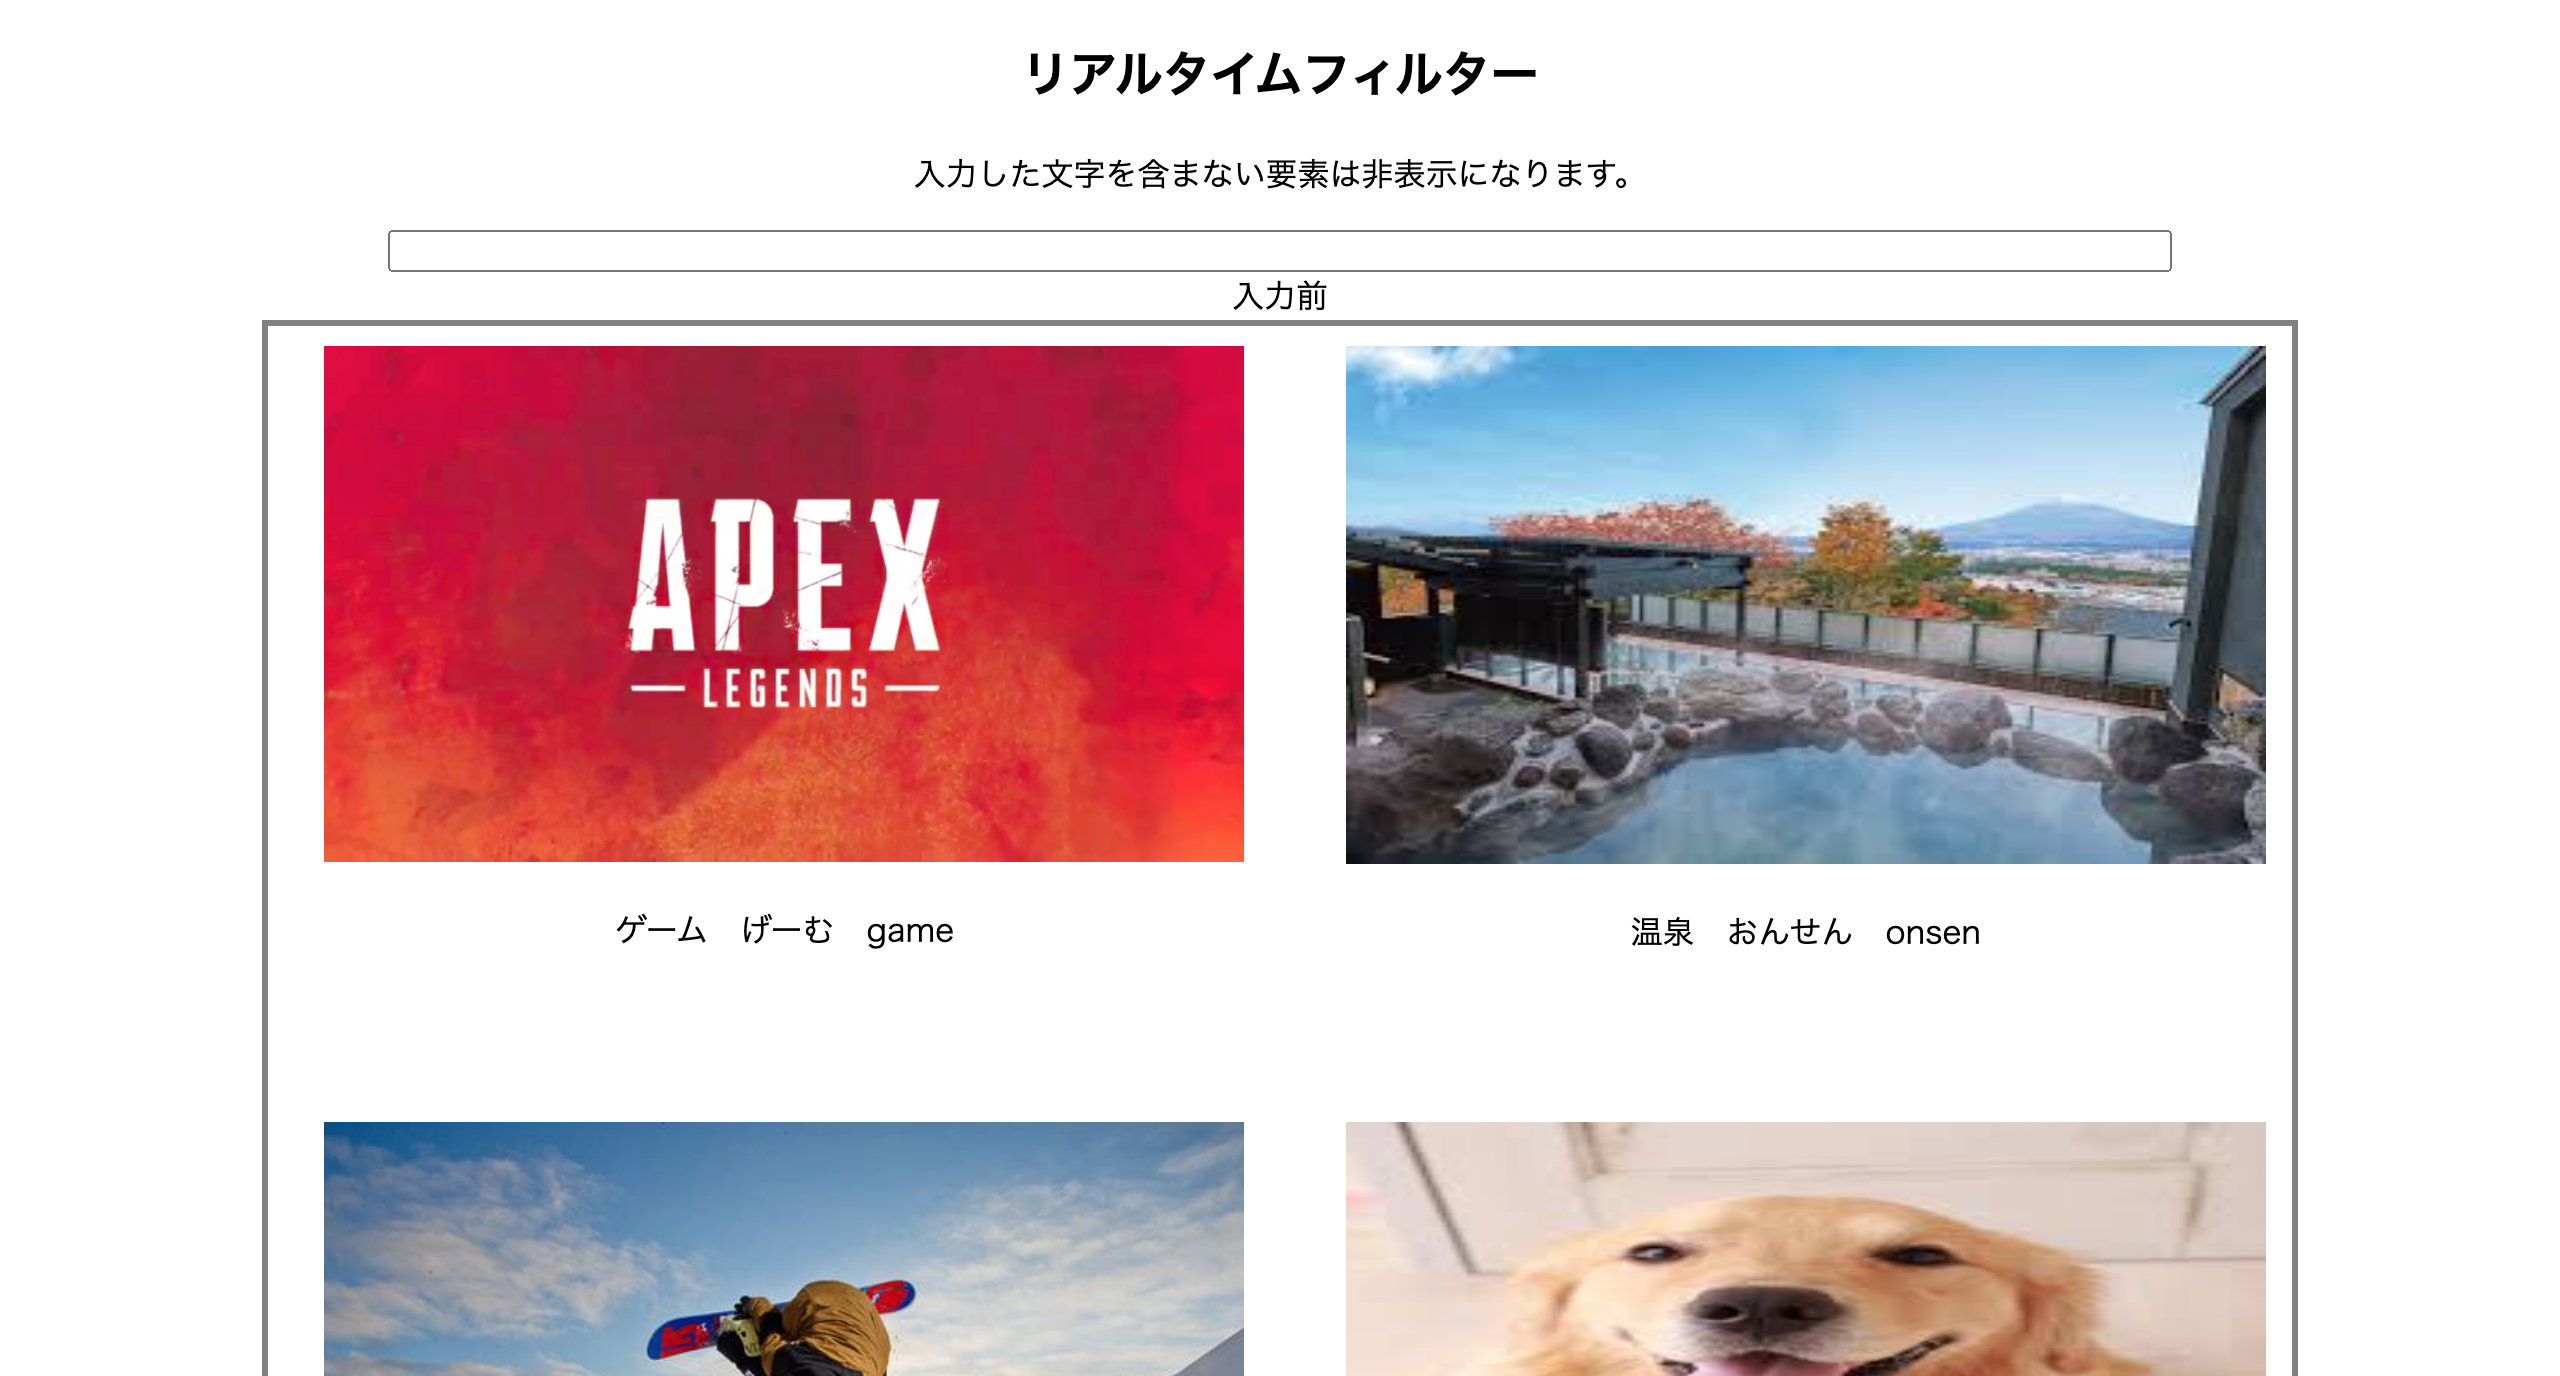 リアルタイムフィルター
入力した文字を含まない要素は非表示になります。
入力前
APEX
LEGENDS
ゲーム　げーむ　game
温泉　おんせん　onsen